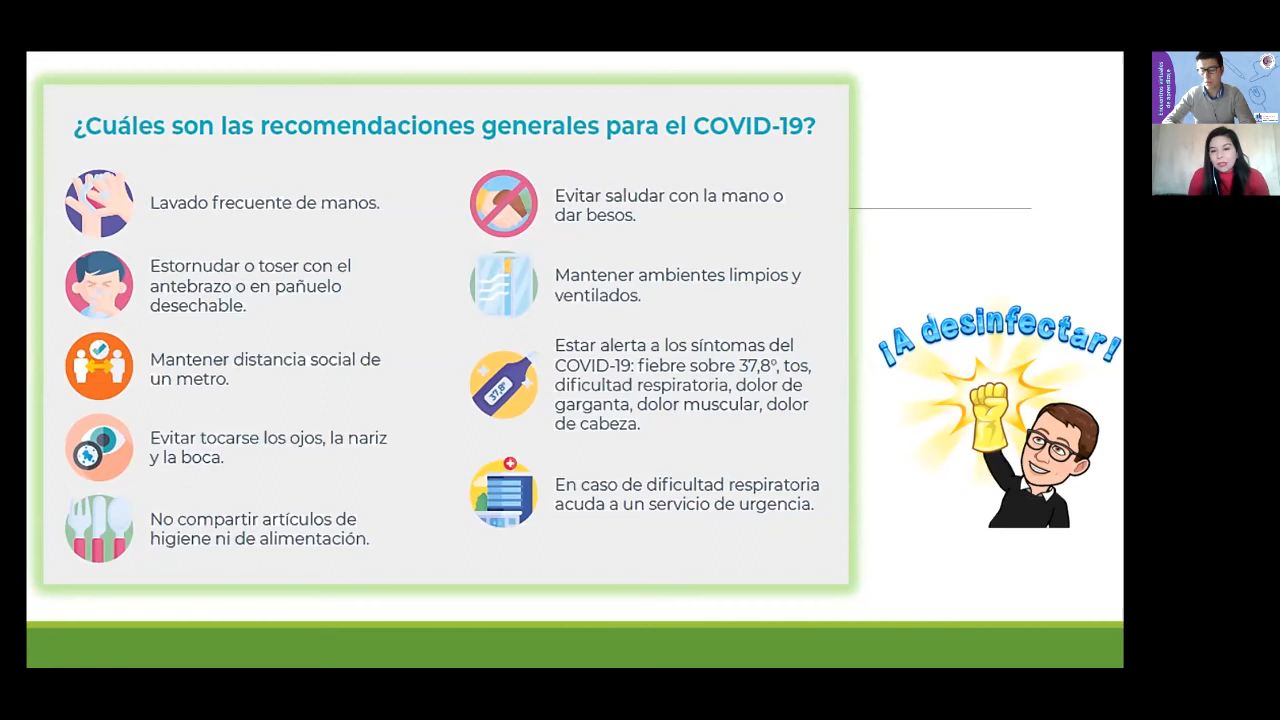 ¿Cuáles son las recomendaciones generales para el COVID-19?
Lavado frecuente de manos.
Estornudar o toser con el
antebrazo o en pañuelo
desechable.
Mantener distancia social de
un metro.
Evitar tocarse los ojos, la nariz
y la boca.
No compartir artículos de
higiene ni de alimentación.
Evitar saludar con la mano o
dar besos.
Mantener ambientes limpios y
ventilados.
Estar alerta a los síntomas del
COVID-19: fiebre sobre 37,8°, tos,
dificultad respiratoria, dolor de
garganta, dolor muscular, dolor
de cabeza.
37,8°
En caso de dificultad respiratoria
acuda a un servicio de urgencia.
¡A desinfectar!
Encuentros virtuales
de aprendizaje